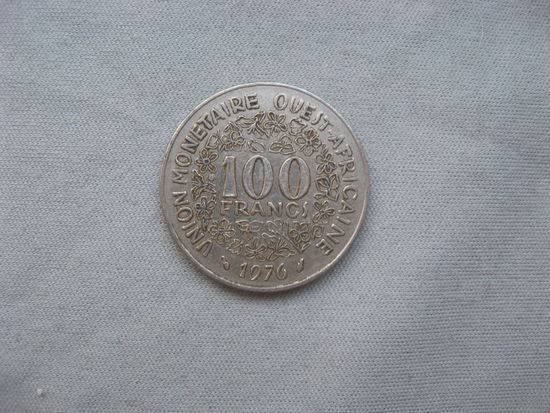 UNION MONETAIRE OUEST-AFRICAINE
100
FRANCS
1976